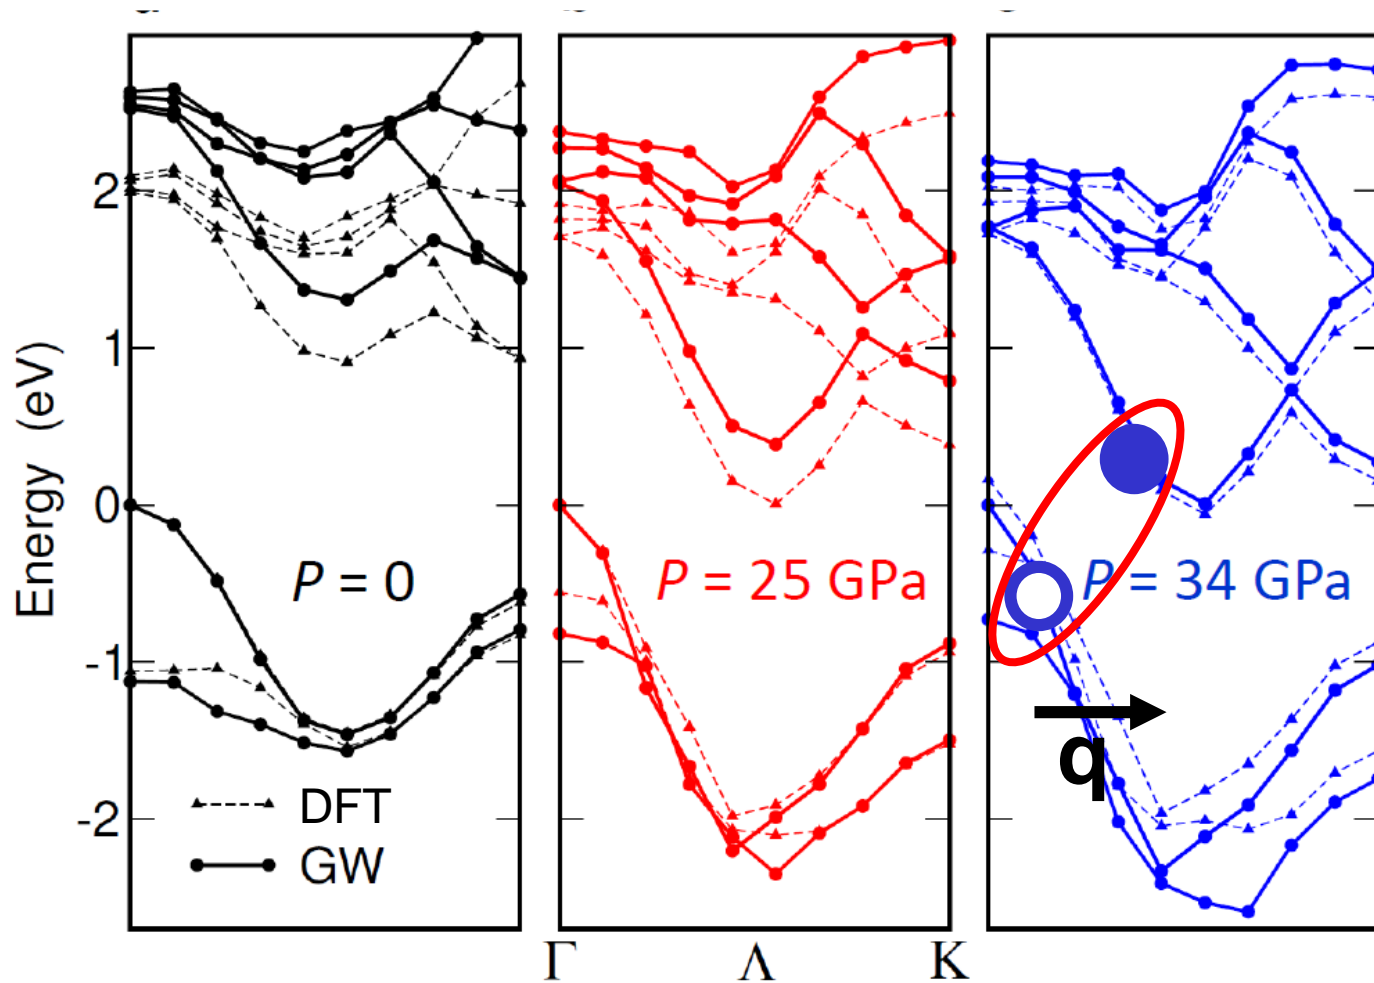 2
1
0
-1
-2
Energy (eV)
P = 0
P = 25 GPa
P = 34 GPa
q
DFT
GW
Γ Λ K